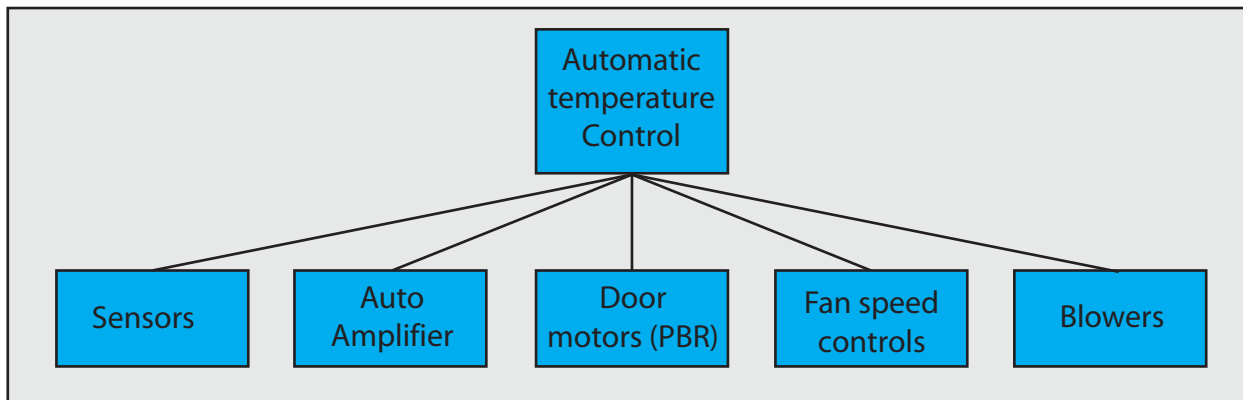 Automatic
temperature
Control
Sensors
Auto
Amplifier
Door
motors (PBR)
Fan speed
controls
Blowers